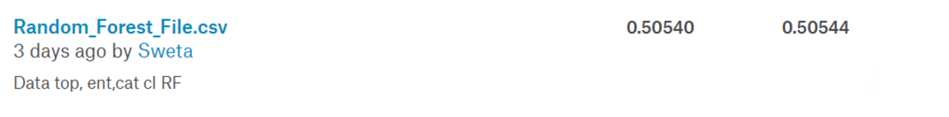 Random_Forest_File.csv 0.50540 0.50544
3 days ago by Sweta
Data top, ent,cat cl RF